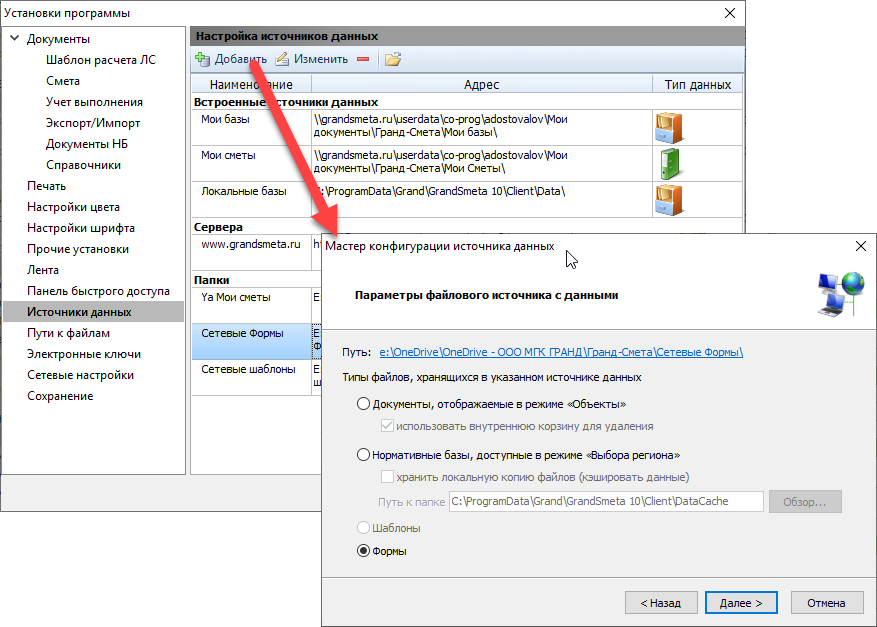 Установки программы
Документы
Шаблон расчета ЛС
Смета
Учет выполнения
Экспорт/Импорт
Документы НБ
Справочники
Печать
Настройки цвета
Настройки шрифта
Прочие установки
Лента
Панель быстрого доступа
Источники данных
Пути к файлам
Электронные ключи
Сетевые настройки
Сохранение
Настройка источников данных
Добавить Изменить
Наименование Адрес Тип данных
Встроенные источники данных
Мои базы \\grandsmeta.ru\userdata\co-prog\adostovalov\Мои
документы\Гранд-Смета\Мои базы\
Мои сметы \\grandsmeta.ru\userdata\co-prog\adostovalov\Мои
документы\Гранд-Смета\Мои Сметы\
Локальные базы :\ProgramData\Grand\GrandSmeta 10\Client\Data\
Сервера
www.grandsmeta.ru
Папки
Ya Мои сметы
Сетевые Формы
Сетевые шаблоны
Мастер конфигурации источника данных
Параметры файлового источника с данными
Путь: e:\OneDrive\OneDrive - ООО МГК ГРАНД\Гранд-Смета\Сетевые Формы\
Типы файлов, хранящихся в указанном источнике данных
Документы, отображаемые в режиме «Объекты»
использовать внутреннюю корзину для удаления
Нормативные базы, доступные в режиме «Выбора региона»
хранить локальную копию файлов (кэшировать данные)
Путь к папке C:\ProgramData\Grand\GrandSmeta 10\Client\DataCache Обзор...
Шаблоны
Формы
< Назад Далее > Отмена